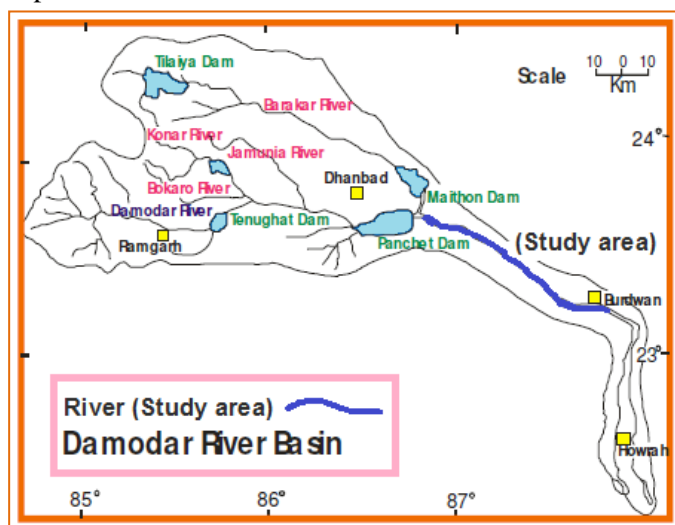 Tilaiya Dam
Scale
10 0 10
Km
Barakar River
24°
Konar River
Jamunia River
Dhanbad
Bokaro River
Maithon Dam
Damodar River
Tenughat Dam
Ramgarh
Panchet Dam
(Study area)
Burdwan
23°
River (Study area)
Damodar River Basin
Howrah
85°
86°
87°